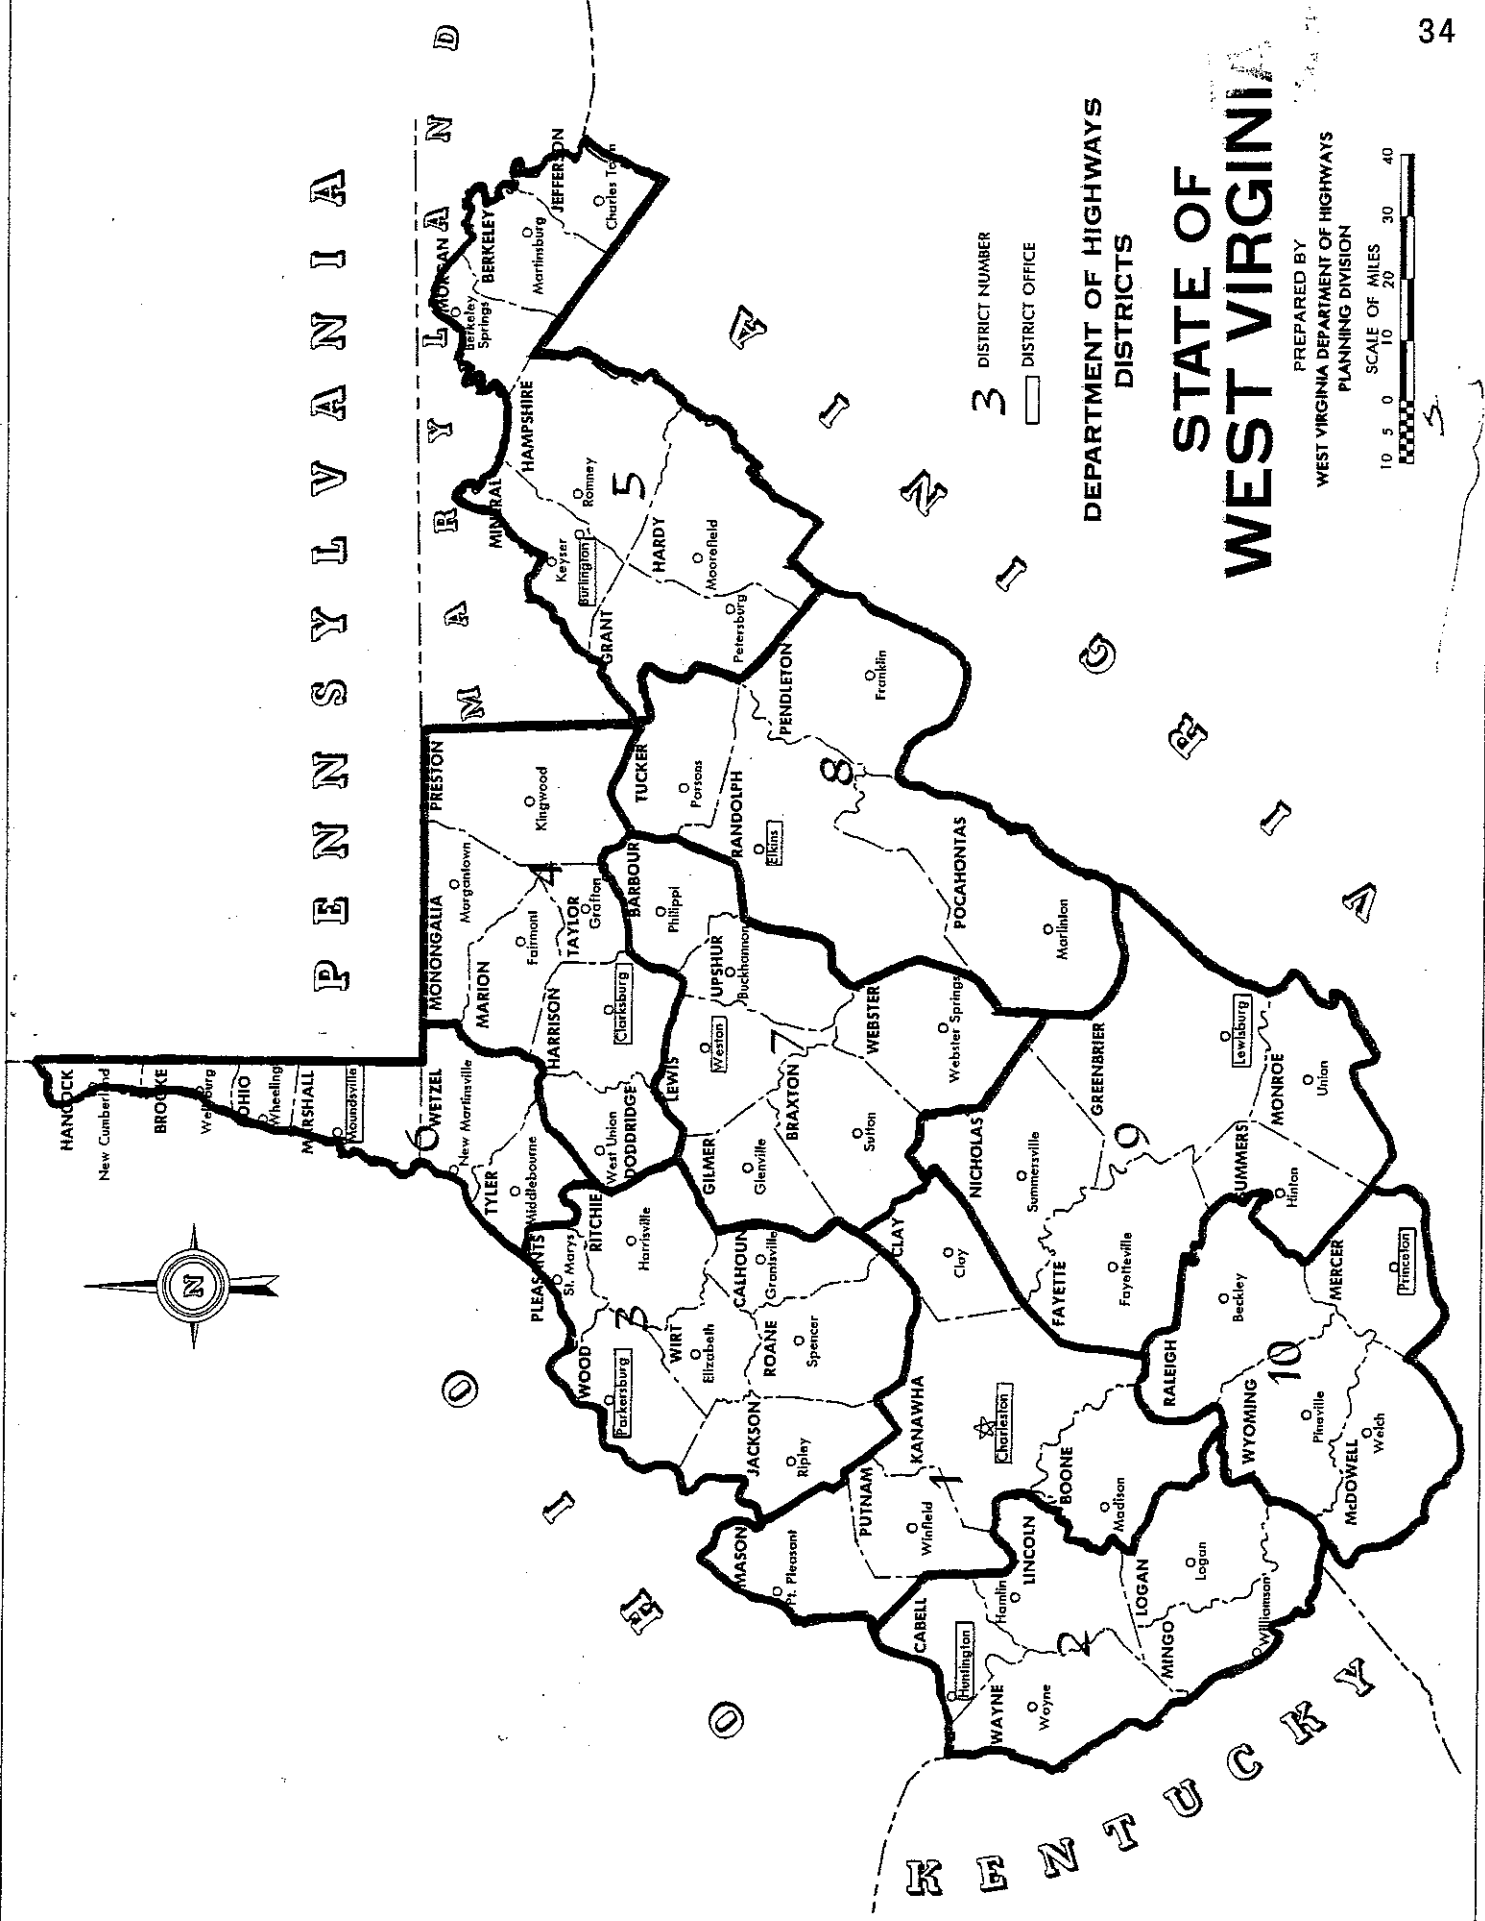 34
PENNSYLVANIA
MARYLAND
OHIO
KENTUCKY
VIRGINIA
N
HANCOCK
New Cumberland
BROOKE
Wellsburg
OHIO
Wheeling
MARSHALL
Moundsville
6
WETZEL
New Martinsville
TYLER
Middlebourne
PLEASANTS
St. Marys
RITCHIE
Harrisville
DODDRIDGE
West Union
WOOD
Parkersburg
3
WIRT
Elizabeth
CALHOUN
Grantsville
ROANE
Spencer
JACKSON
Ripley
MONONGALIA
Morgantown
PRESTON
Kingwood
MARION
Fairmont
4
TAYLOR
Grafton
HARRISON
Clarksburg
BARBOUR
Philippi
TUCKER
Parsons
RANDOLPH
Elkins
LEWIS
Weston
UPSHUR
Buckhannon
7
GILMER
Glenville
BRAXTON
Sutton
WEBSTER
Webster Springs
MINERAL
Keyser
Burlington
HAMPSHIRE
Romney
5
HARDY
Moorefield
GRANT
Petersburg
MORGAN
Berkeley
Springs
BERKELEY
Martinsburg
JEFFERSON
Charles Town
PENDLETON
Franklin
8
POCAHONTAS
Marlinton
GREENBRIER
Lewisburg
MONROE
Union
SUMMERS
Hinton
9
NICHOLAS
Summersville
FAYETTE
Fayetteville
CLAY
Clay
KANAWHA
Charleston
1
PUTNAM
Winfield
MASON
Pt. Pleasant
BOONE
Madison
CABELL
Huntington
LINCOLN
Hamlin
2
WAYNE
Wayne
LOGAN
Logan
MINGO
Williamson
RALEIGH
Beckley
10
WYOMING
Pineville
McDOWELL
Welch
MERCER
Princeton
3 DISTRICT NUMBER
DISTRICT OFFICE
DEPARTMENT OF HIGHWAYS
DISTRICTS
STATE OF
WEST VIRGINIA
PREPARED BY
WEST VIRGINIA DEPARTMENT OF HIGHWAYS
PLANNING DIVISION
SCALE OF MILES
10 5 0 10 20 30 40